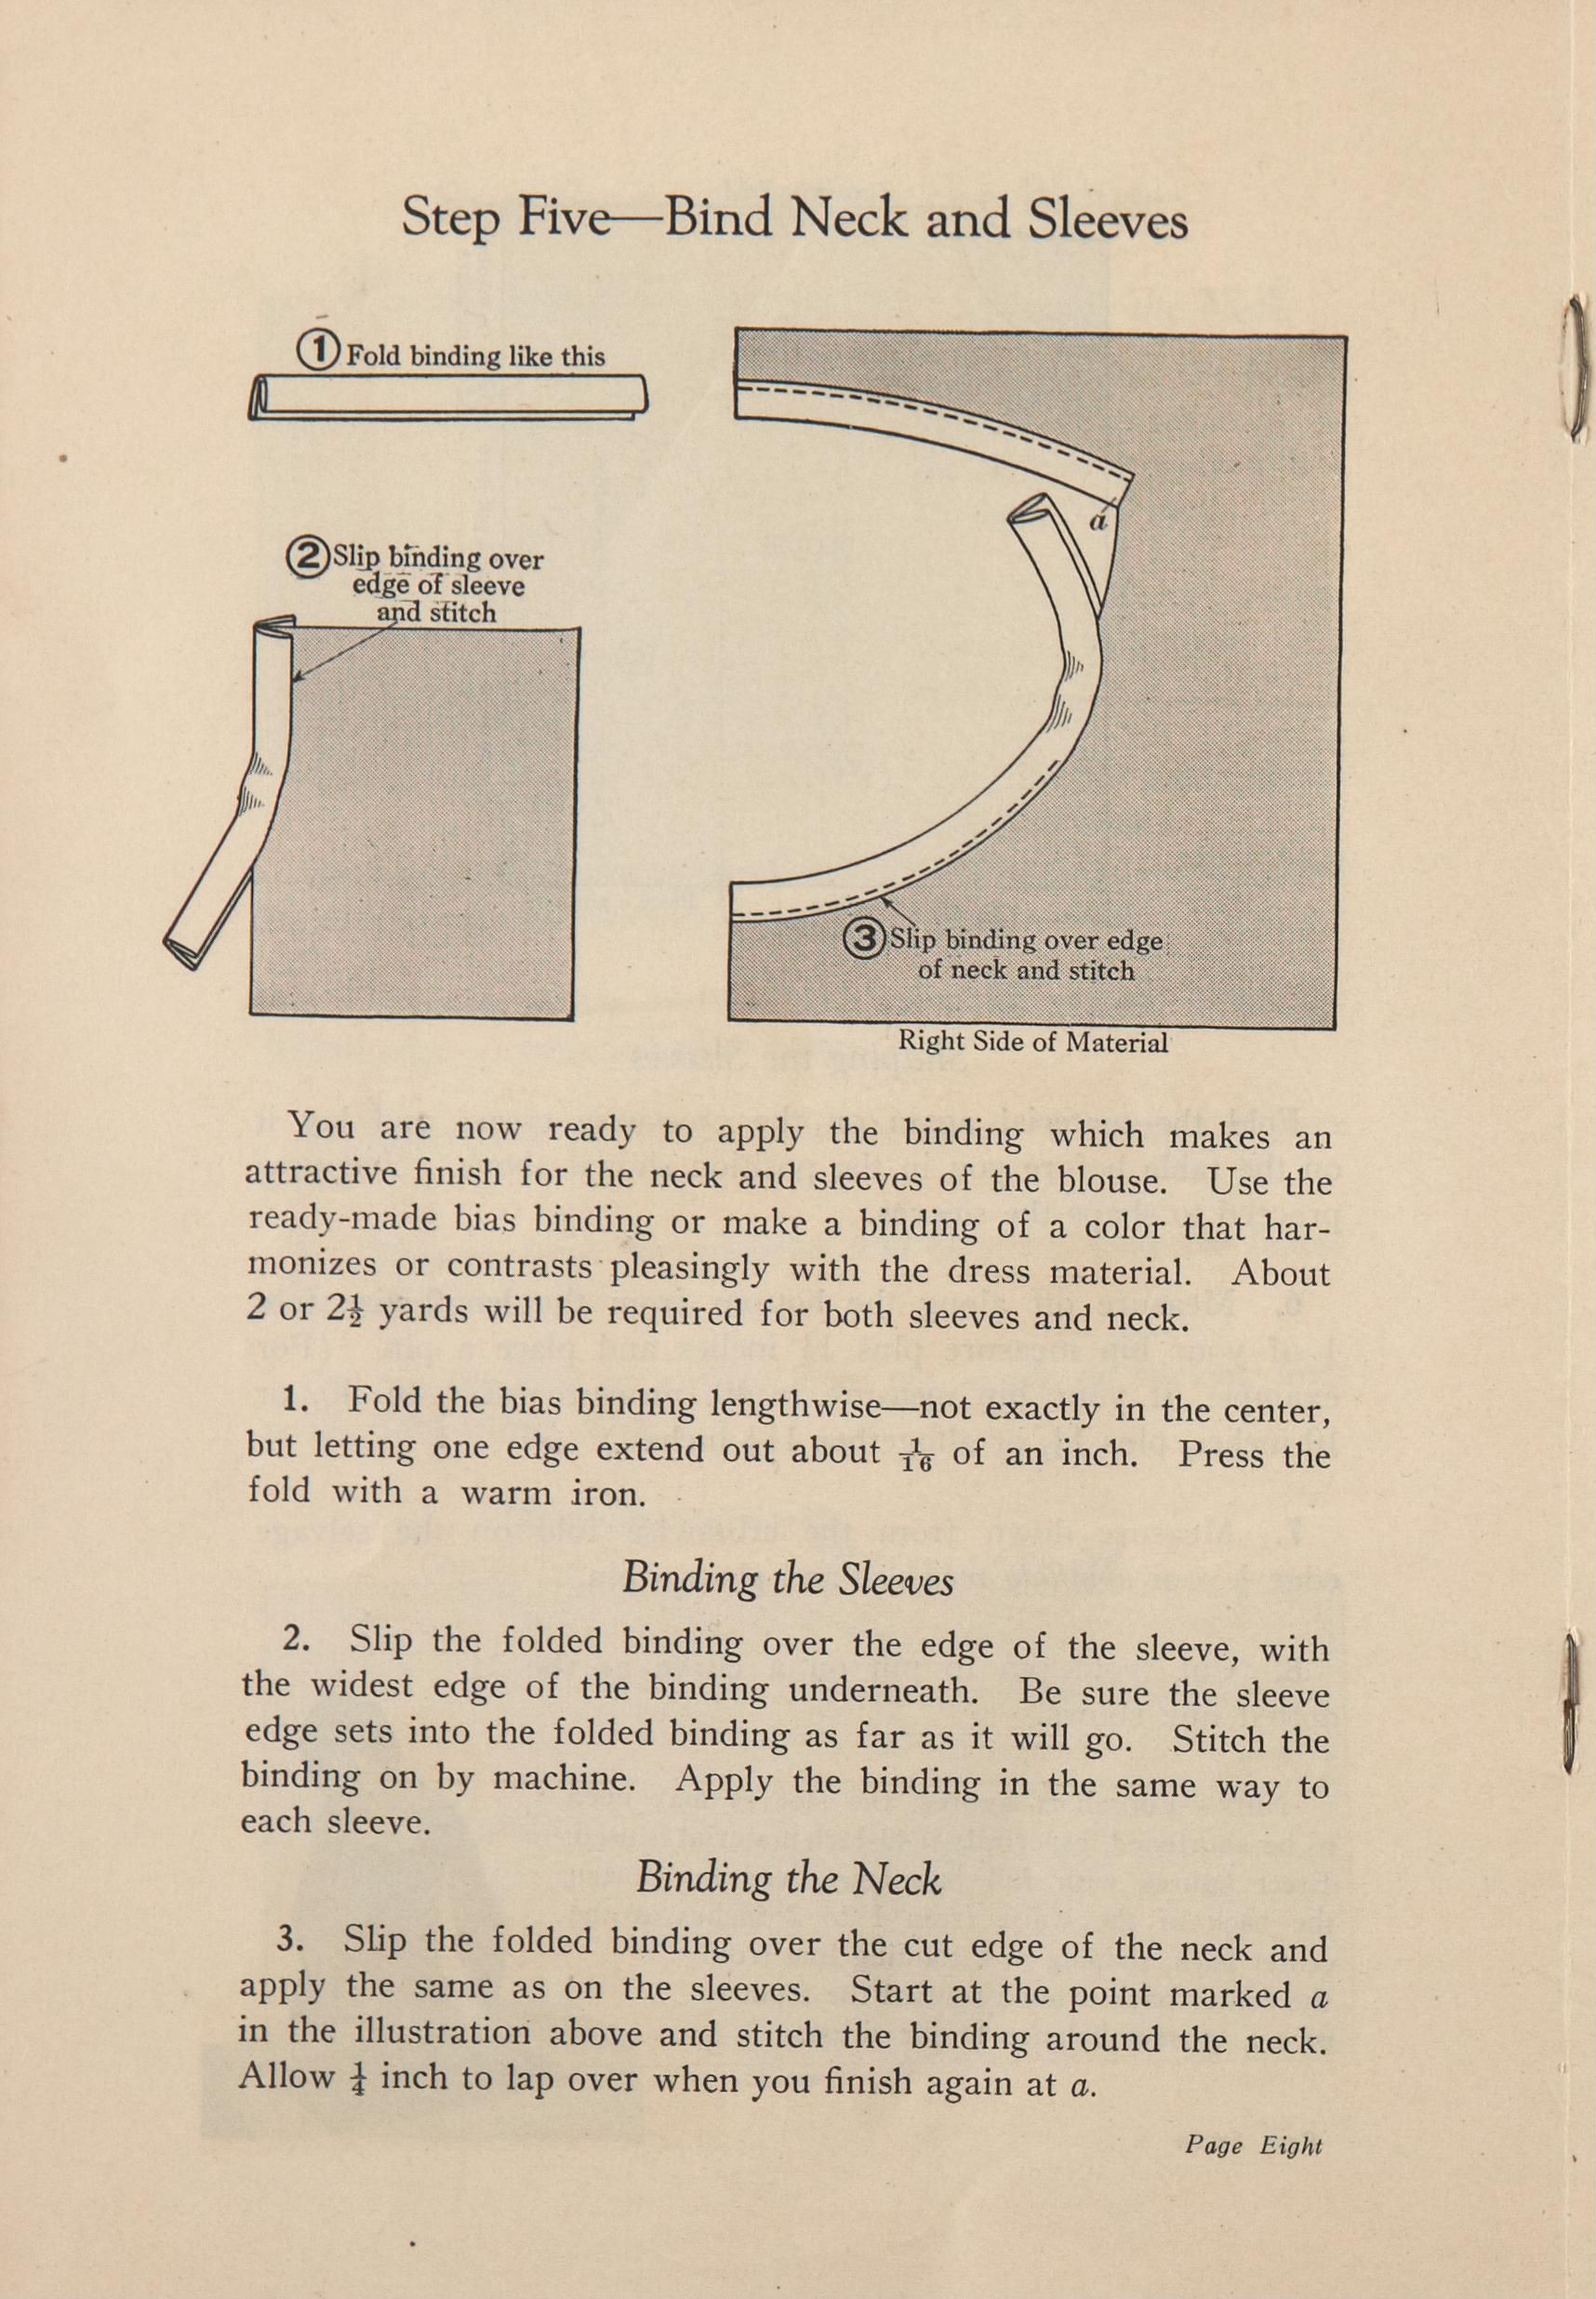 Step Five—Bind Neck and Sleeves
① Fold binding like this
② Slip binding over
edge of sleeve
and stitch
a
③ Slip binding over edge
of neck and stitch
Right Side of Material
You are now ready to apply the binding which makes an
attractive finish for the neck and sleeves of the blouse. Use the
ready-made bias binding or make a binding of a color that har-
monizes or contrasts pleasingly with the dress material. About
2 or 2½ yards will be required for both sleeves and neck.
1. Fold the bias binding lengthwise—not exactly in the center,
but letting one edge extend out about 1/16 of an inch. Press the
fold with a warm iron.
Binding the Sleeves
2. Slip the folded binding over the edge of the sleeve, with
the widest edge of the binding underneath. Be sure the sleeve
edge sets into the folded binding as far as it will go. Stitch the
binding on by machine. Apply the binding in the same way to
each sleeve.
Binding the Neck
3. Slip the folded binding over the cut edge of the neck and
apply the same as on the sleeves. Start at the point marked a
in the illustration above and stitch the binding around the neck.
Allow ¼ inch to lap over when you finish again at a.
Page Eight